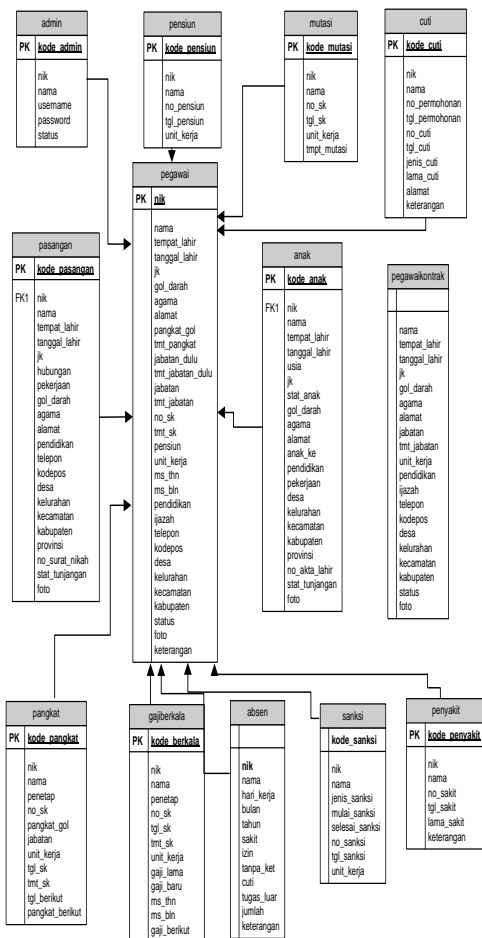 admin
PK kode_admin
nik
nama
username
password
status
pensiun
PK kode_pensiun
nik
nama
no_pensiun
tgl_pensiun
unit_kerja
mutasi
PK kode_mutasi
nik
nama
no_sk
tgl_sk
unit_kerja
tmpt_mutasi
cuti
PK kode_cuti
nik
nama
no_permohonan
tgl_permohonan
no_cuti
tgl_cuti
jenis_cuti
lama_cuti
alamat
keterangan
pegawai
PK nik
nama
tempat_lahir
tanggal_lahir
jk
gol_darah
agama
alamat
pangkat_gol
tmt_pangkat
jabatan_dulu
tmt_jabatan_dulu
jabatan
tmt_jabatan
no_sk
tmt_sk
pensiun
unit_kerja
ms_thn
ms_bln
pendidikan
ijazah
telepon
kodepos
desa
kelurahan
kecamatan
kabupaten
status
foto
keterangan
pasangan
PK kode_pasangan
FK1 nik
nama
tempat_lahir
tanggal_lahir
jk
hubungan
pekerjaan
gol_darah
agama
alamat
pendidikan
telepon
kodepos
desa
kelurahan
kecamatan
kabupaten
provinsi
no_surat_nikah
stat_tunjangan
foto
anak
PK kode_anak
FK1 nik
nama
tempat_lahir
tanggal_lahir
usia
jk
stat_anak
gol_darah
agama
alamat
anak_ke
pendidikan
pekerjaan
desa
kelurahan
kecamatan
kabupaten
provinsi
no_akta_lahir
stat_tunjangan
foto
pegawaikontrak
nama
tempat_lahir
tanggal_lahir
jk
gol_darah
agama
alamat
jabatan
tmt_jabatan
unit_kerja
pendidikan
ijazah
telepon
kodepos
desa
kelurahan
kecamatan
kabupaten
status
foto
pangkat
PK kode_pangkat
nik
nama
penetap
no_sk
pangkat_gol
jabatan
unit_kerja
tgl_sk
tmt_sk
tgl_berikut
pangkat_berikut
gajiberkala
PK kode_berkala
nik
nama
penetap
no_sk
tgl_sk
tmt_sk
unit_kerja
gaji_lama
gaji_baru
ms_thn
ms_bln
gaji_berikut
absen
nik
nama
hari_kerja
bulan
tahun
sakit
izin
tanpa_ket
cuti
tugas_luar
jumlah
keterangan
sanksi
kode_sanksi
nik
nama
jenis_sanksi
mulai_sanksi
selesai_sanksi
no_sanksi
tgl_sanksi
unit_kerja
penyakit
PK kode_penyakit
nik
nama
no_sakit
tgl_sakit
lama_sakit
keterangan